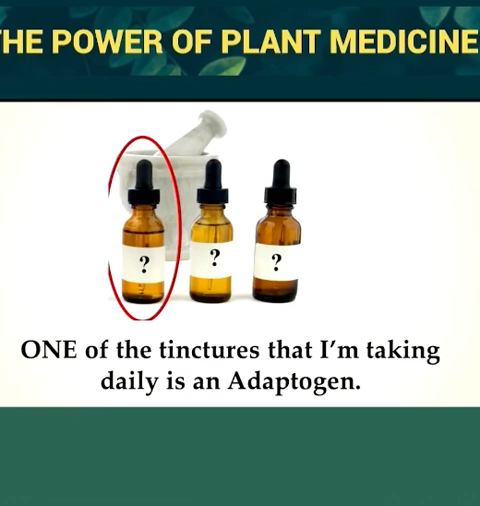 THE POWER OF PLANT MEDICINE
?
?
?
ONE of the tinctures that I'm taking
daily is an Adaptogen.